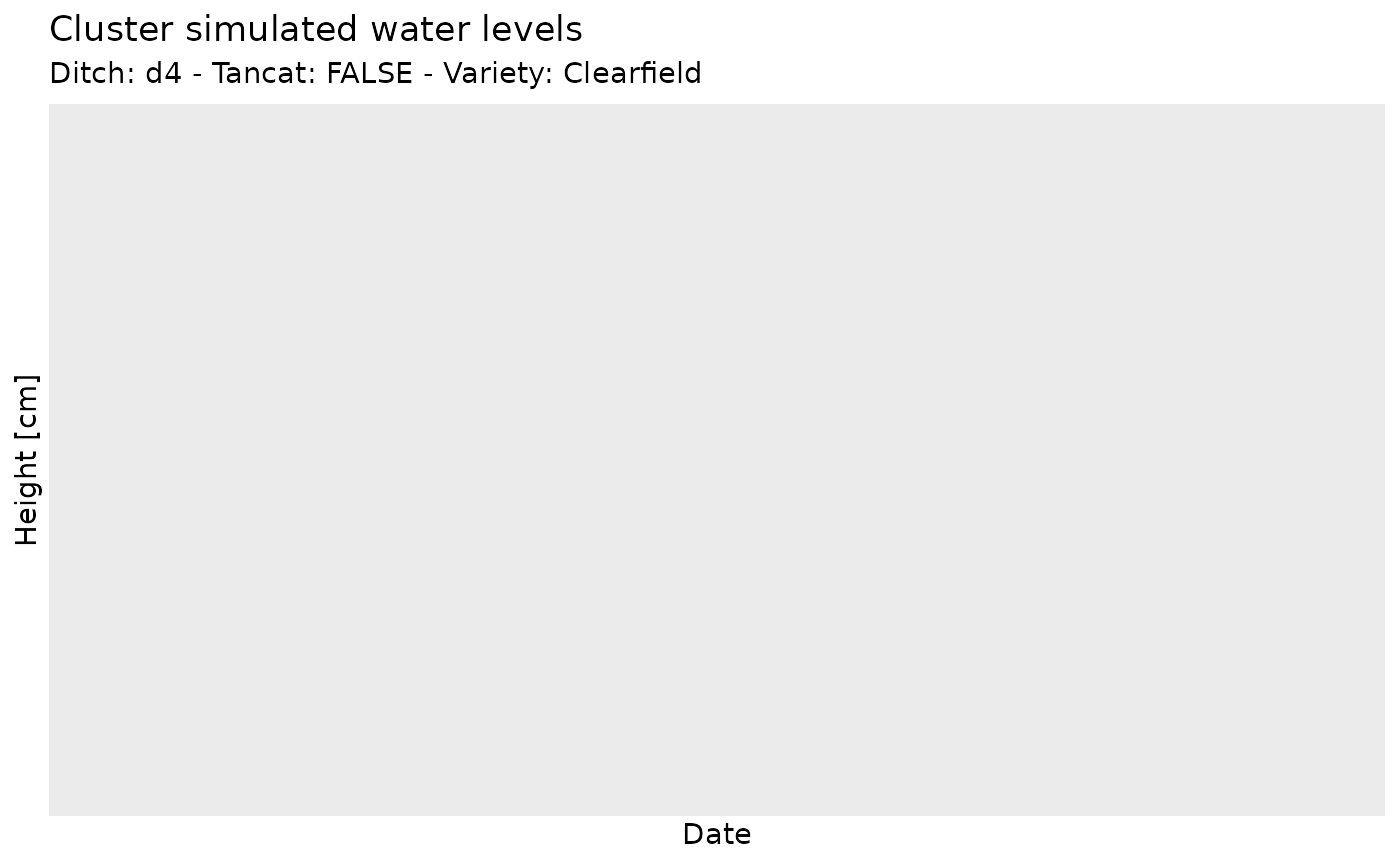 Cluster simulated water levels
Ditch: d4 - Tancat: FALSE - Variety: Clearfield
Height [cm]
Date